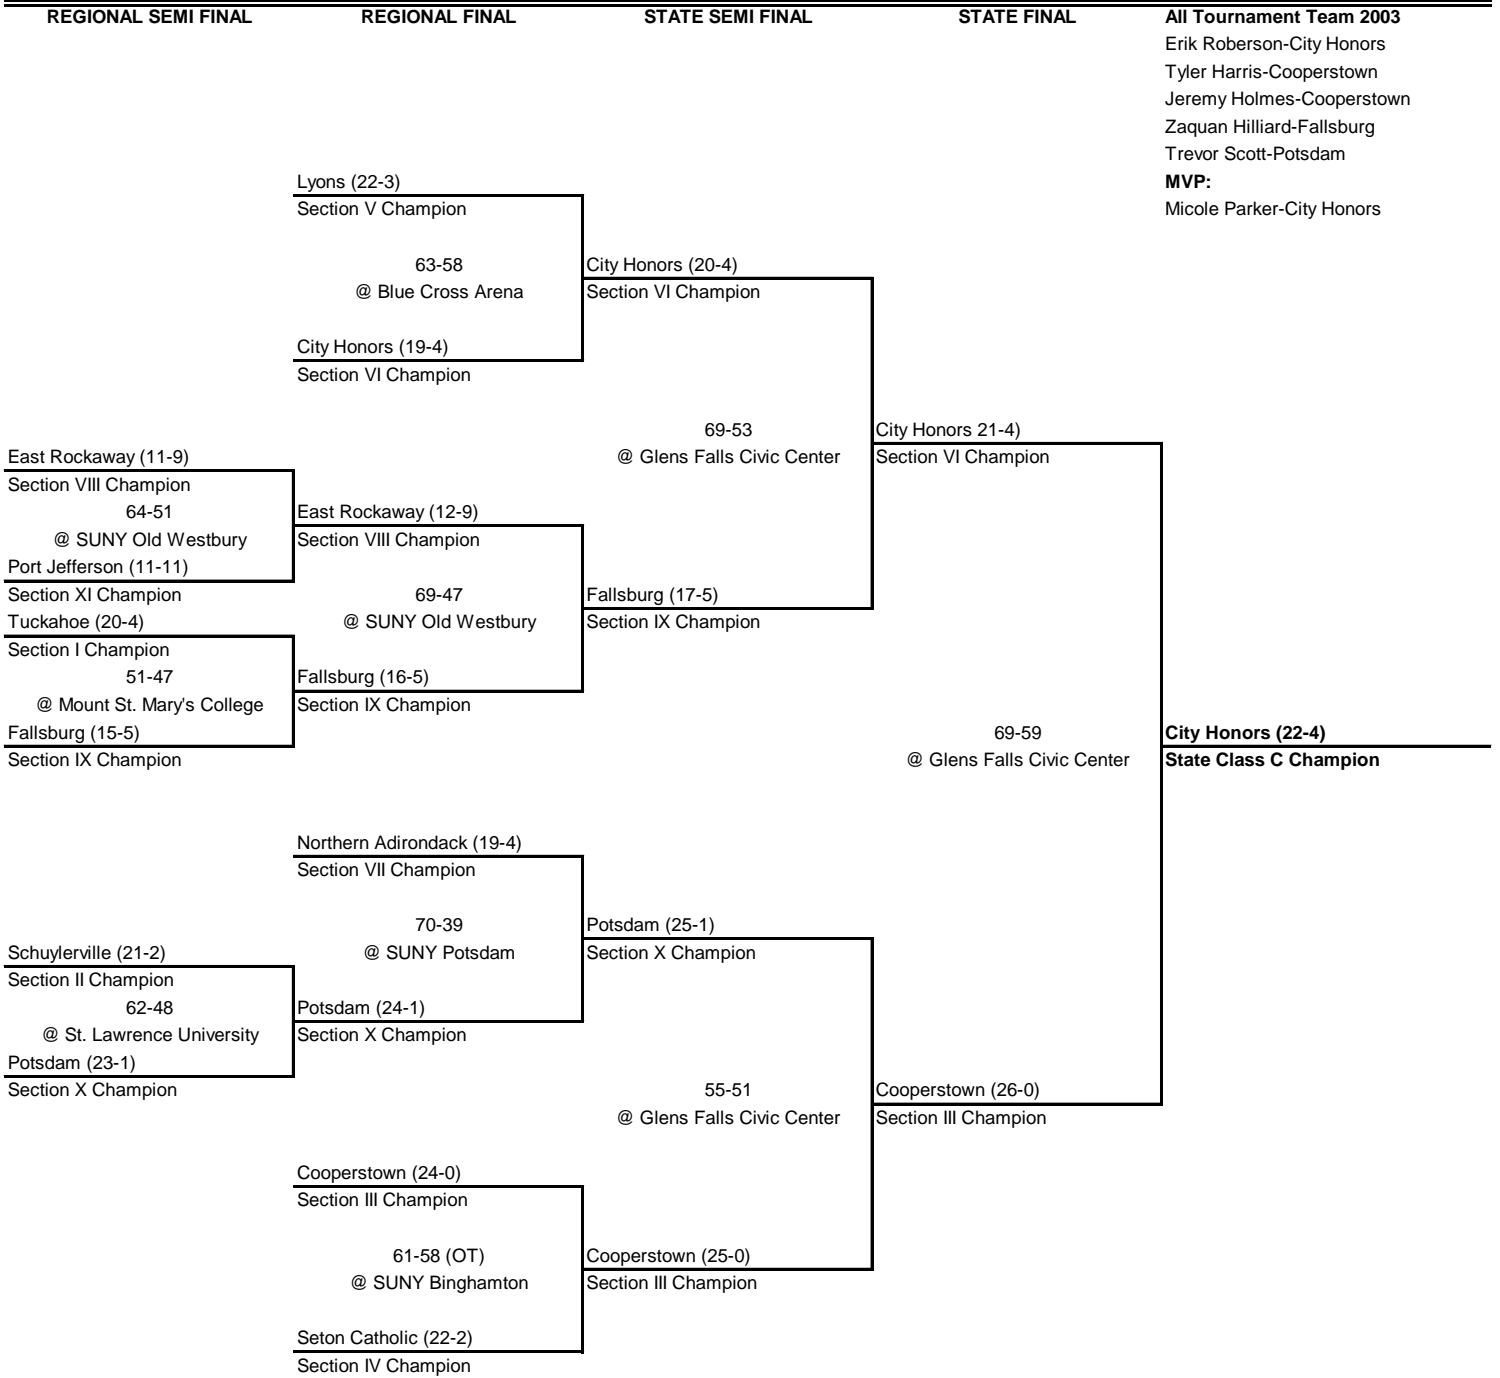 REGIONAL SEMI FINAL REGIONAL FINAL STATE SEMI FINAL STATE FINAL All Tournament Team 2003
Erik Roberson-City Honors
Tyler Harris-Cooperstown
Jeremy Holmes-Cooperstown
Zaquan Hilliard-Fallsburg
Trevor Scott-Potsdam
Lyons (22-3) MVP:
Section V Champion Micole Parker-City Honors
63-58 City Honors (20-4)
@ Blue Cross Arena Section VI Champion
City Honors (19-4)
Section VI Champion
69-53 City Honors 21-4)
East Rockaway (11-9) @ Glens Falls Civic Center Section VI Champion
Section VIII Champion
64-51 East Rockaway (12-9)
@ SUNY Old Westbury Section VIII Champion
Port Jefferson (11-11)
Section XI Champion 69-47 Fallsburg (17-5)
Tuckahoe (20-4) @ SUNY Old Westbury Section IX Champion
Section I Champion
51-47 Fallsburg (16-5)
@ Mount St. Mary's College Section IX Champion
Fallsburg (15-5) 69-59 City Honors (22-4)
Section IX Champion @ Glens Falls Civic Center State Class C Champion
Northern Adirondack (19-4)
Section VII Champion
70-39 Potsdam (25-1)
Schuylerville (21-2) @ SUNY Potsdam Section X Champion
Section II Champion
62-48 Potsdam (24-1)
@ St. Lawrence University Section X Champion
Potsdam (23-1)
Section X Champion 55-51 Cooperstown (26-0)
@ Glens Falls Civic Center Section III Champion
Cooperstown (24-0)
Section III Champion
61-58 (OT) Cooperstown (25-0)
@ SUNY Binghamton Section III Champion
Seton Catholic (22-2)
Section IV Champion